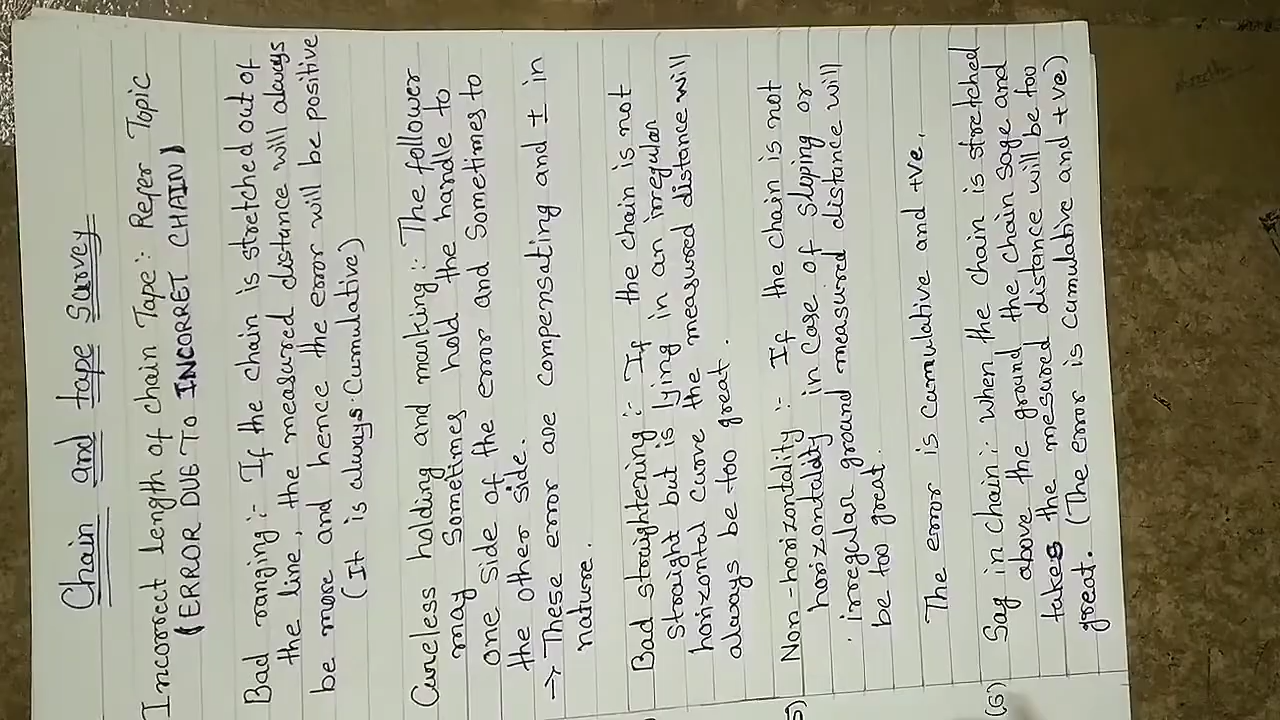 Chain and tape Survey
Incorrect length of chain Tape:- Refer Topic
(ERROR DUE TO INCORRET CHAIN)
Bad ranging :- If the chain is stretched out of
the line, the measured distance will always
be more and hence the error will be positive
(It is always cumulative)
Careless holding and marking :- The follower
may sometimes hold the handle to
one side of the error and sometimes to
the other side.
→ These error are compensating and ± in
nature.
Bad straightening :- If the chain is not
straight but is lying in an irregular
horizontal curve the measured distance will
always be too great.
5) Non-horizontality :- If the chain is not
horizontality in case of sloping or
irregular ground measured distance will
be too great.
The error is cumulative and +ve.
(6) Sag in chain:- When the chain is stretched
above the ground the chain sage and
takes the mesured distance will be too
great. (The error is cumulative and +ve)